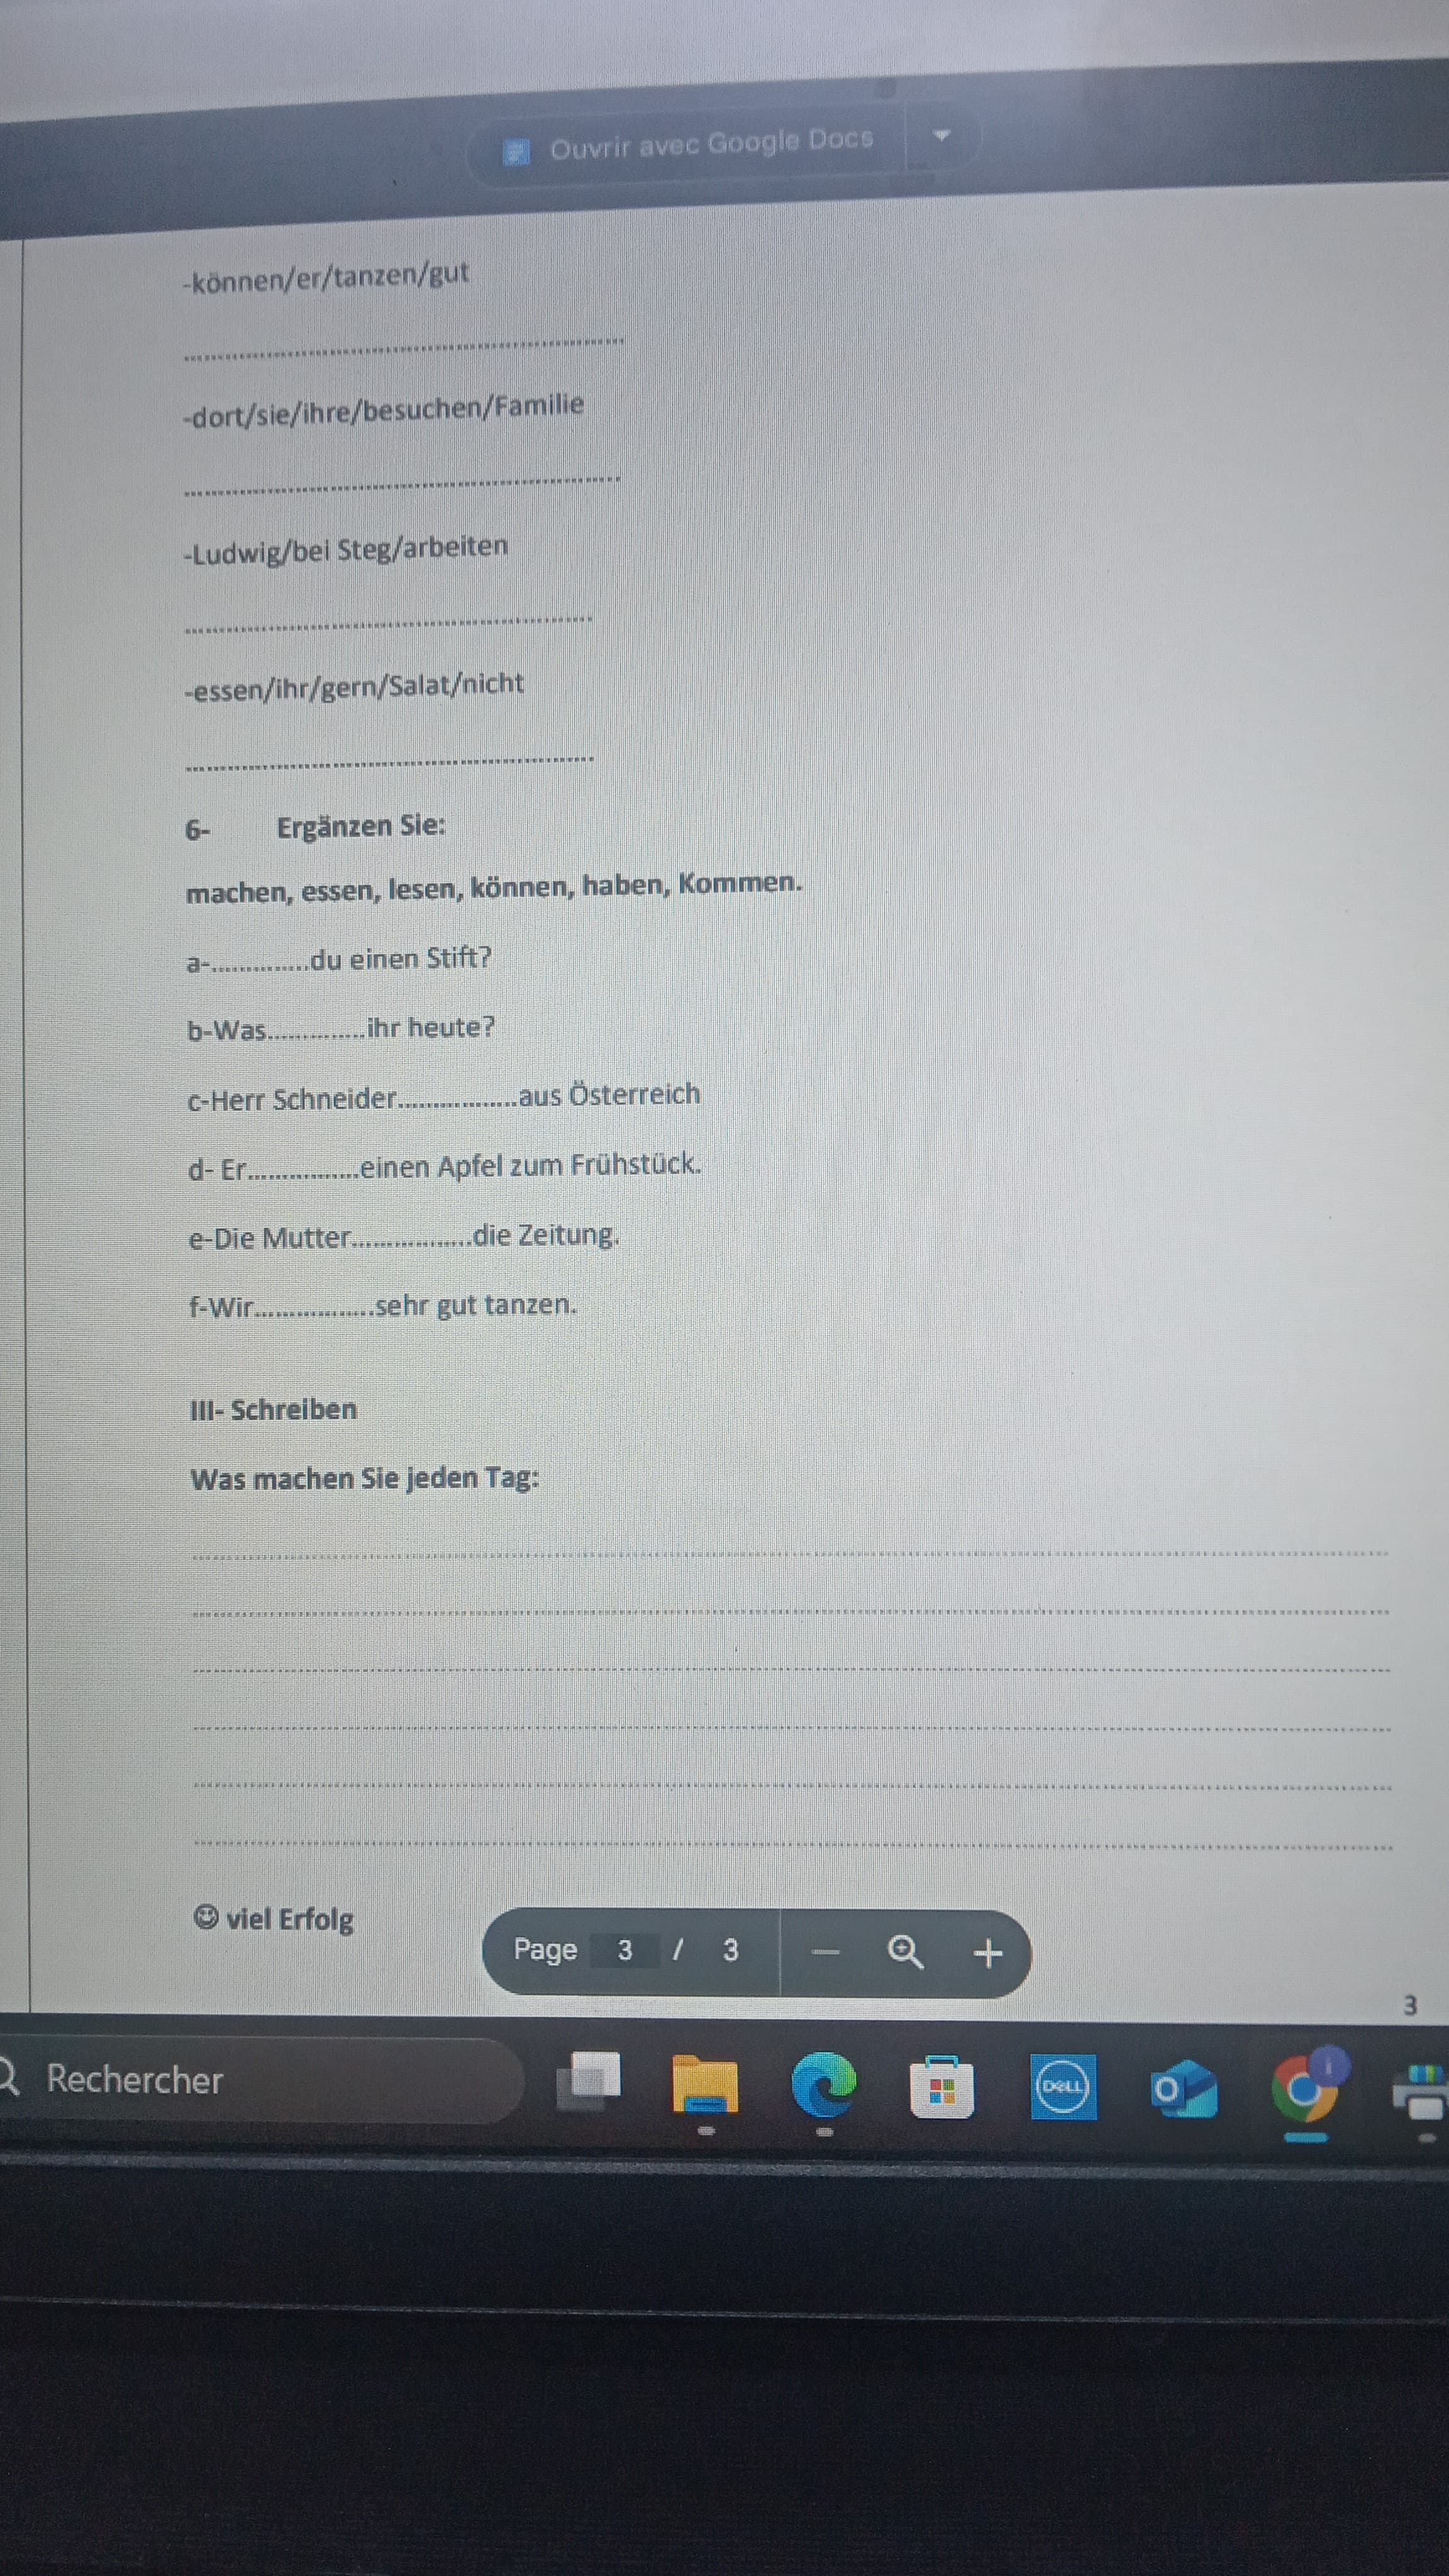 Ouvrir avec Google Docs
-können/er/tanzen/gut
................................................
-dort/sie/ihre/besuchen/Familie
................................................
-Ludwig/bei Steg/arbeiten
................................................
-essen/ihr/gern/Salat/nicht
................................................
6- Ergänzen Sie:
machen, essen, lesen, können, haben, Kommen.
a-..............du einen Stift?
b-Was..............ihr heute?
c-Herr Schneider.................aus Österreich
d- Er................einen Apfel zum Frühstück.
e-Die Mutter.................die Zeitung.
f-Wir.................sehr gut tanzen.
III- Schreiben
Was machen Sie jeden Tag:
................................................
................................................
................................................
................................................
................................................
................................................
☺ viel Erfolg
Page 3 / 3
3
Rechercher
DELL